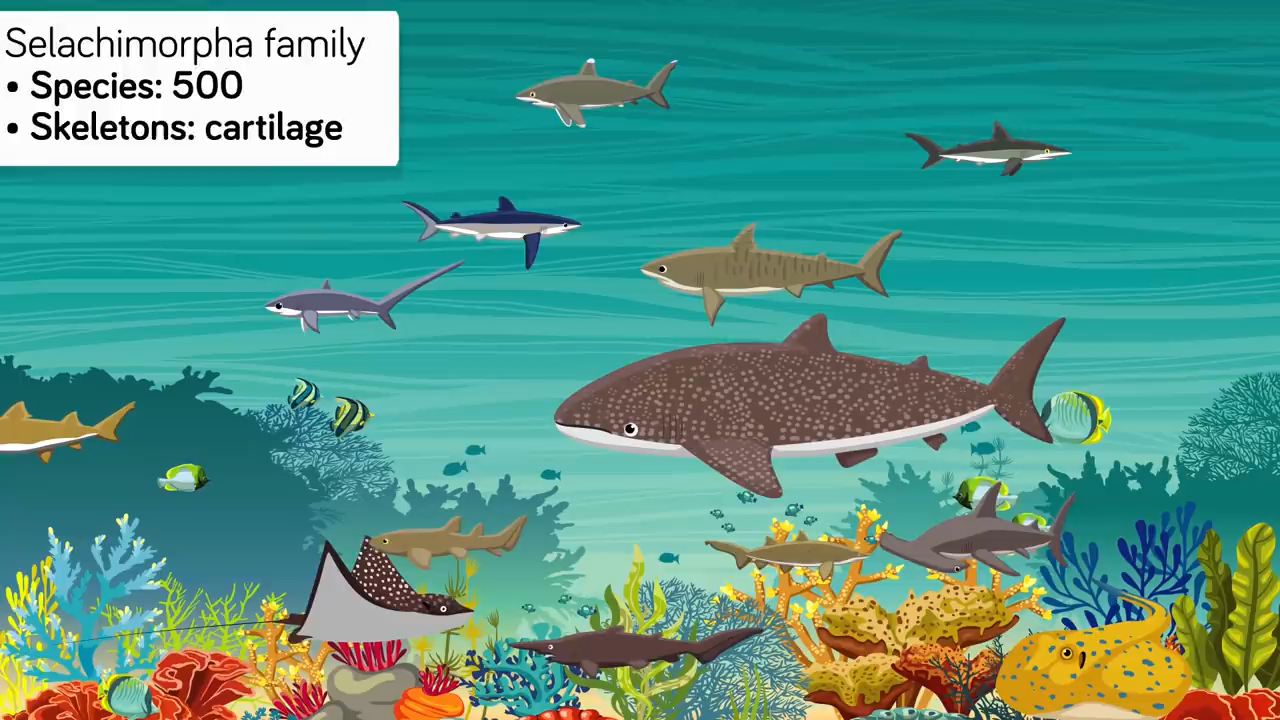 Selachimorpha family
• Species: 500
• Skeletons: cartilage